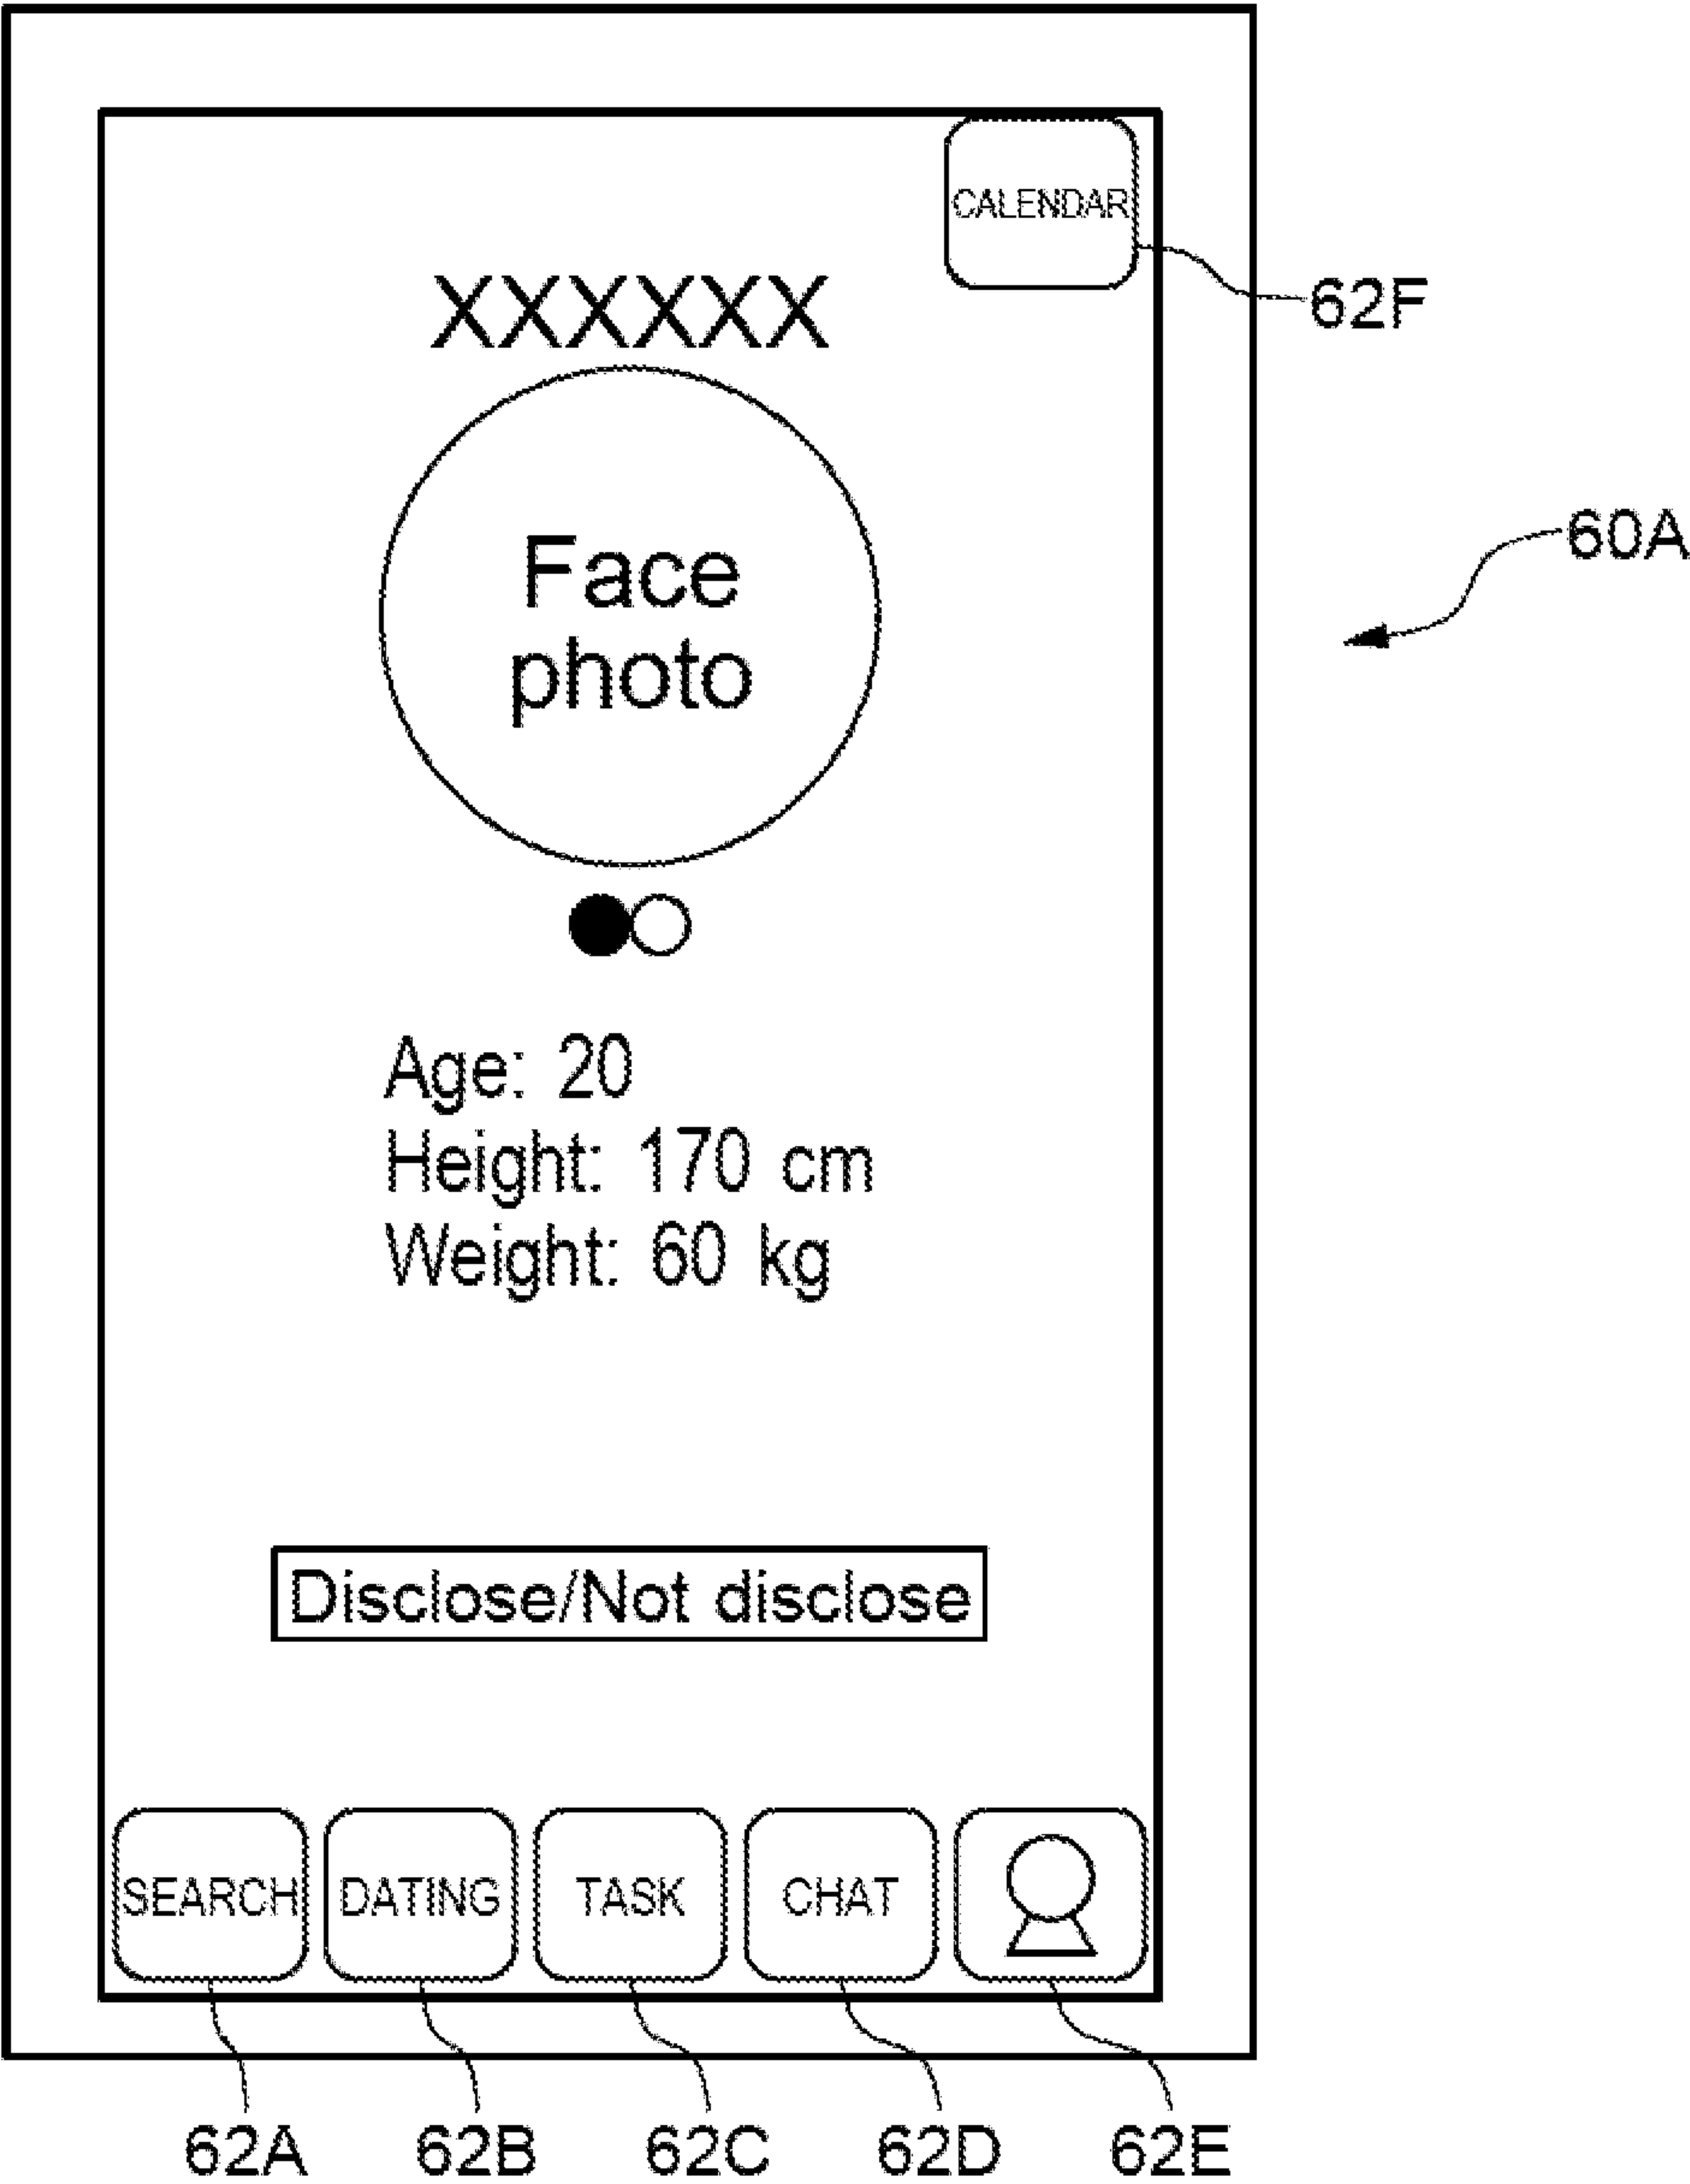 CALENDAR
62F
XXXXXX
60A
Face
photo
Age: 20
Height: 170 cm
Weight: 60 kg
Disclose/Not disclose
SEARCH DATING TASK CHAT
62A 62B 62C 62D 62E